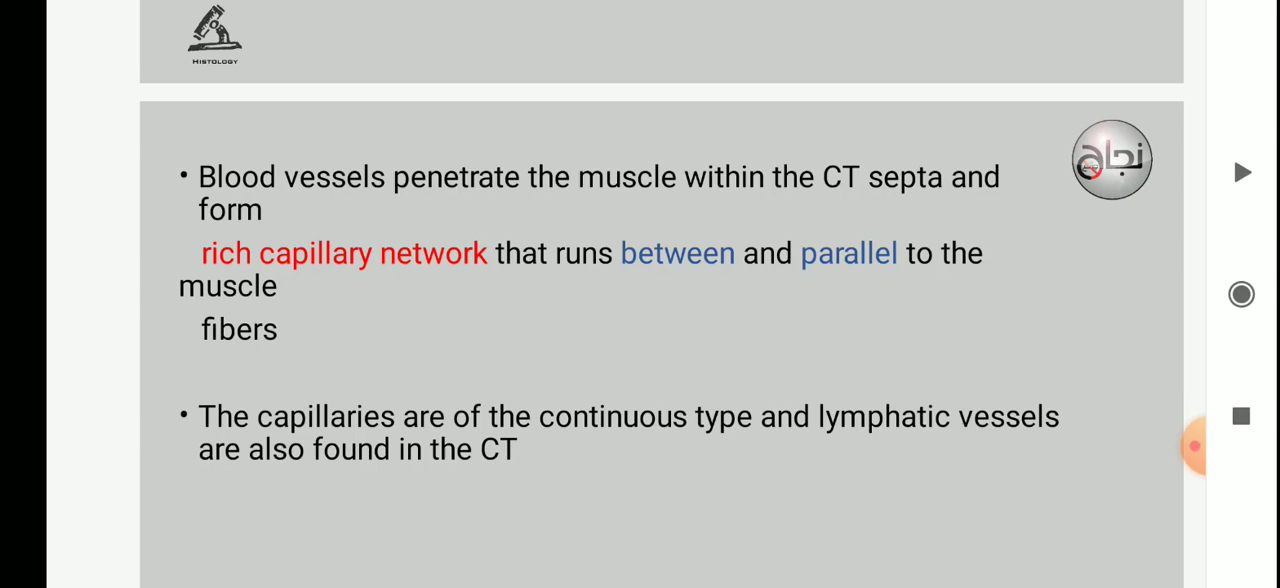 HISTOLOGY
• Blood vessels penetrate the muscle within the CT septa and
form
rich capillary network that runs between and parallel to the
muscle
fibers
• The capillaries are of the continuous type and lymphatic vessels
are also found in the CT